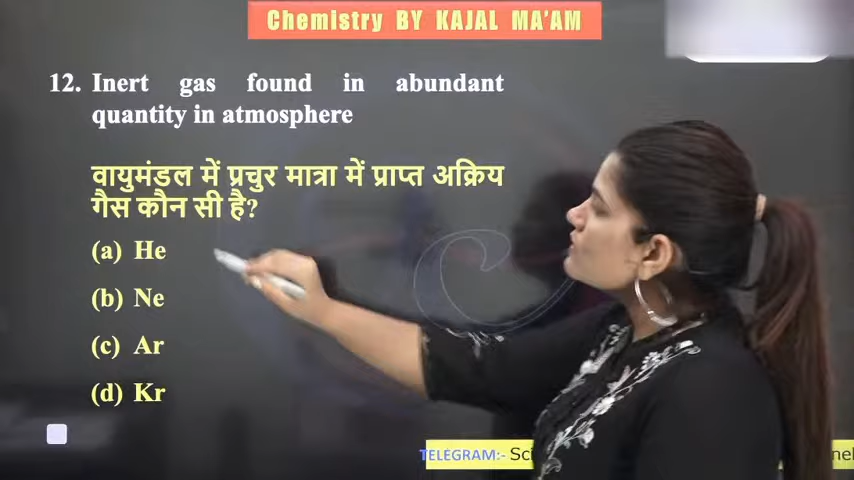 Chemistry BY KAJAL MA'AM
12. Inert gas found in abundant
quantity in atmosphere
वायुमंडल में प्रचुर मात्रा में प्राप्त अक्रिय
गैस कौन सी है?
(a) He
(b) Ne
(c) Ar
(d) Kr
TELEGRAM:-